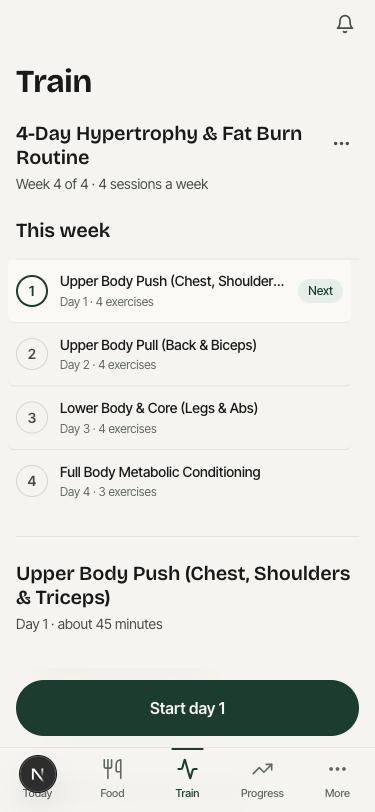 Train
4-Day Hypertrophy & Fat Burn
Routine
Week 4 of 4 · 4 sessions a week
This week
1
Upper Body Push (Chest, Shoulder...
Day 1 · 4 exercises
Next
2
Upper Body Pull (Back & Biceps)
Day 2 · 4 exercises
3
Lower Body & Core (Legs & Abs)
Day 3 · 4 exercises
4
Full Body Metabolic Conditioning
Day 4 · 3 exercises
Upper Body Push (Chest, Shoulders
& Triceps)
Day 1 · about 45 minutes
Start day 1
N
Today
Food
Train
Progress
More